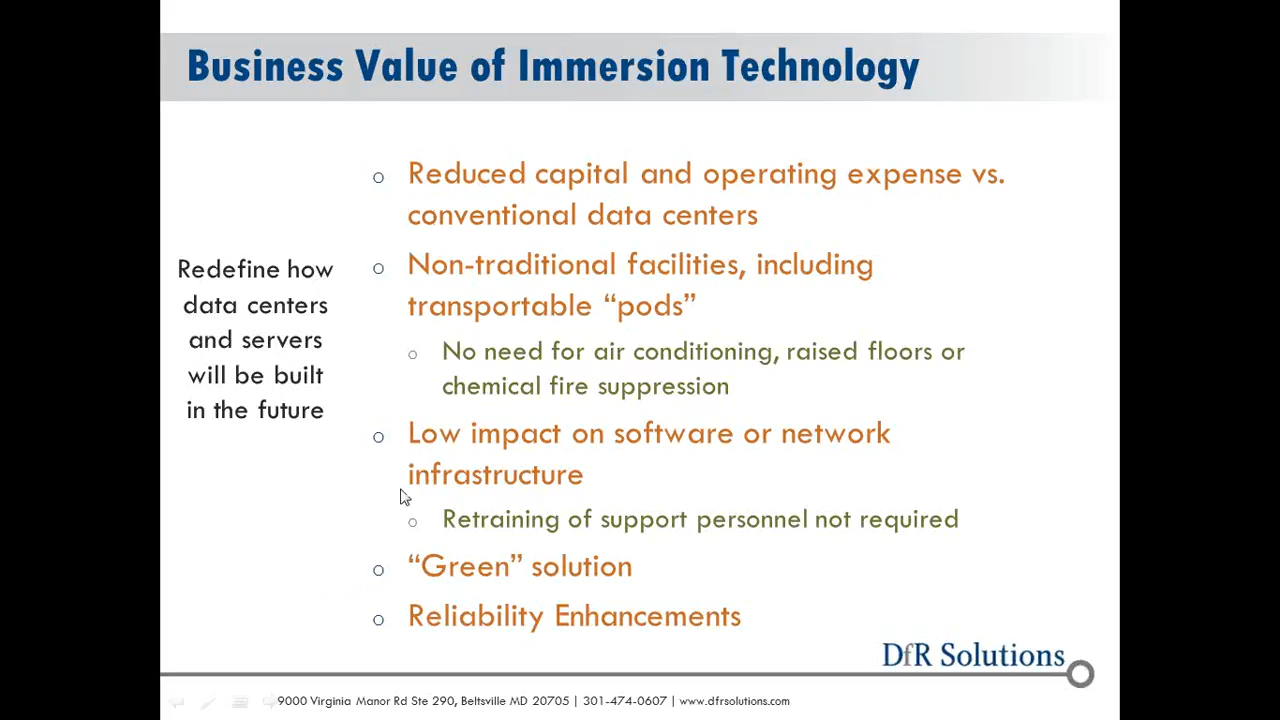 Business Value of Immersion Technology
Redefine how
data centers
and servers
will be built
in the future
o Reduced capital and operating expense vs.
conventional data centers
o Non-traditional facilities, including
transportable “pods”
o No need for air conditioning, raised floors or
chemical fire suppression
o Low impact on software or network
infrastructure
o Retraining of support personnel not required
o “Green” solution
o Reliability Enhancements
DfR Solutions
9000 Virginia Manor Rd Ste 290, Beltsville MD 20705 | 301-474-0607 | www.dfrsolutions.com